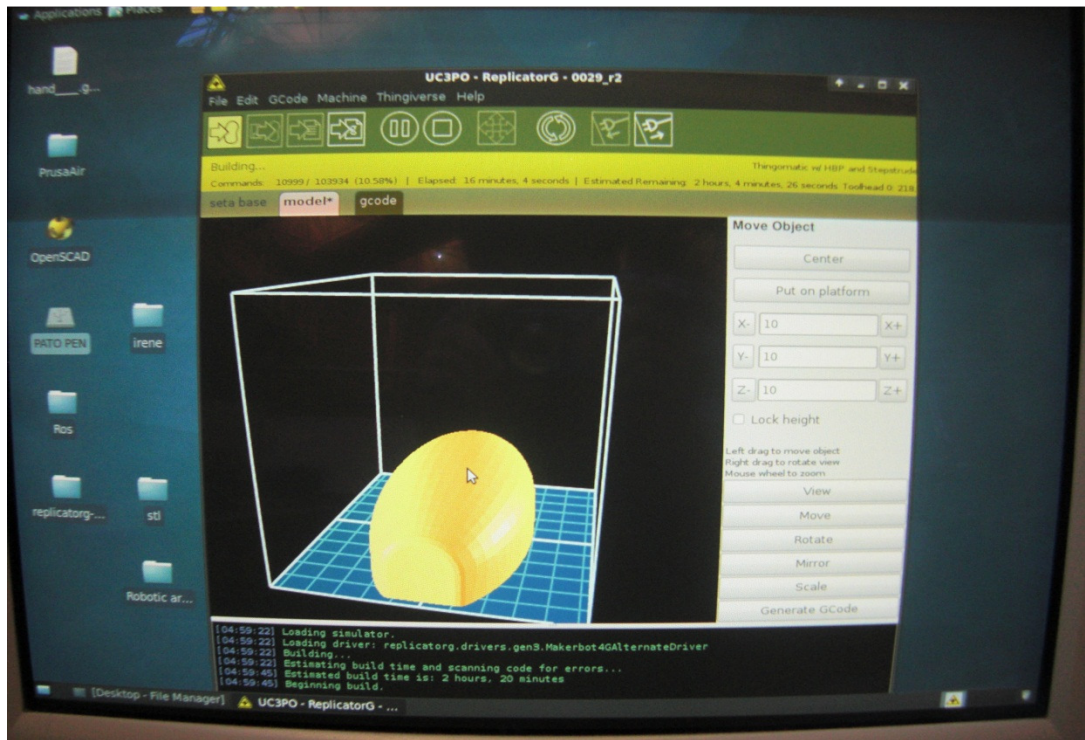 Applications Places
hand____.g...
PrusaAir
OpenSCAD
PATO PEN
irene
Ros
replicatorg-...
stl
Robotic ar...
UC3PO - ReplicatorG - 0029_r2
File Edit GCode Machine Thingiverse Help
Building...
Thingomatic w/ HBP and Stepstrude
Commands: 10999 / 103934 (10.58%) | Elapsed: 16 minutes, 4 seconds | Estimated Remaining: 2 hours, 4 minutes, 26 seconds Toolhead 0: 218.
seta base model* gcode
Move Object
Center
Put on platform
X- 10 X+
Y- 10 Y+
Z- 10 Z+
Lock height
Left drag to move object
Right drag to rotate view
Mouse wheel to zoom
View
Move
Rotate
Mirror
Scale
Generate GCode
[04:59:22] Loading simulator.
[04:59:22] Loading driver: replicatorg.drivers.gen3.Makerbot4GAlternateDriver
[04:59:22] Building...
[04:59:22] Estimating build time and scanning code for errors...
[04:59:45] Estimated build time is: 2 hours, 20 minutes
[04:59:45] Beginning build.
[Desktop - File Manager]
UC3PO - ReplicatorG - ...